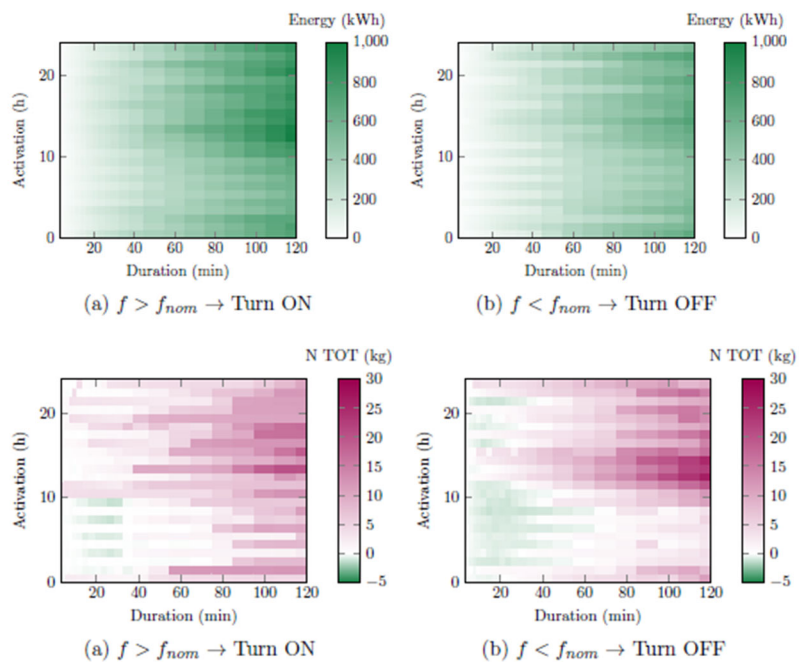 Energy (kWh)
1,000
800
600
400
200
0
20
10
0
Activation (h)
20 40 60 80 100 120
Duration (min)
(a) f > fnom → Turn ON
Energy (kWh)
1,000
800
600
400
200
0
20
10
0
Activation (h)
20 40 60 80 100 120
Duration (min)
(b) f < fnom → Turn OFF
N TOT (kg)
30
25
20
15
10
5
0
−5
20
10
0
Activation (h)
20 40 60 80 100 120
Duration (min)
(a) f > fnom → Turn ON
N TOT (kg)
30
25
20
15
10
5
0
−5
20
10
0
Activation (h)
20 40 60 80 100 120
Duration (min)
(b) f < fnom → Turn OFF